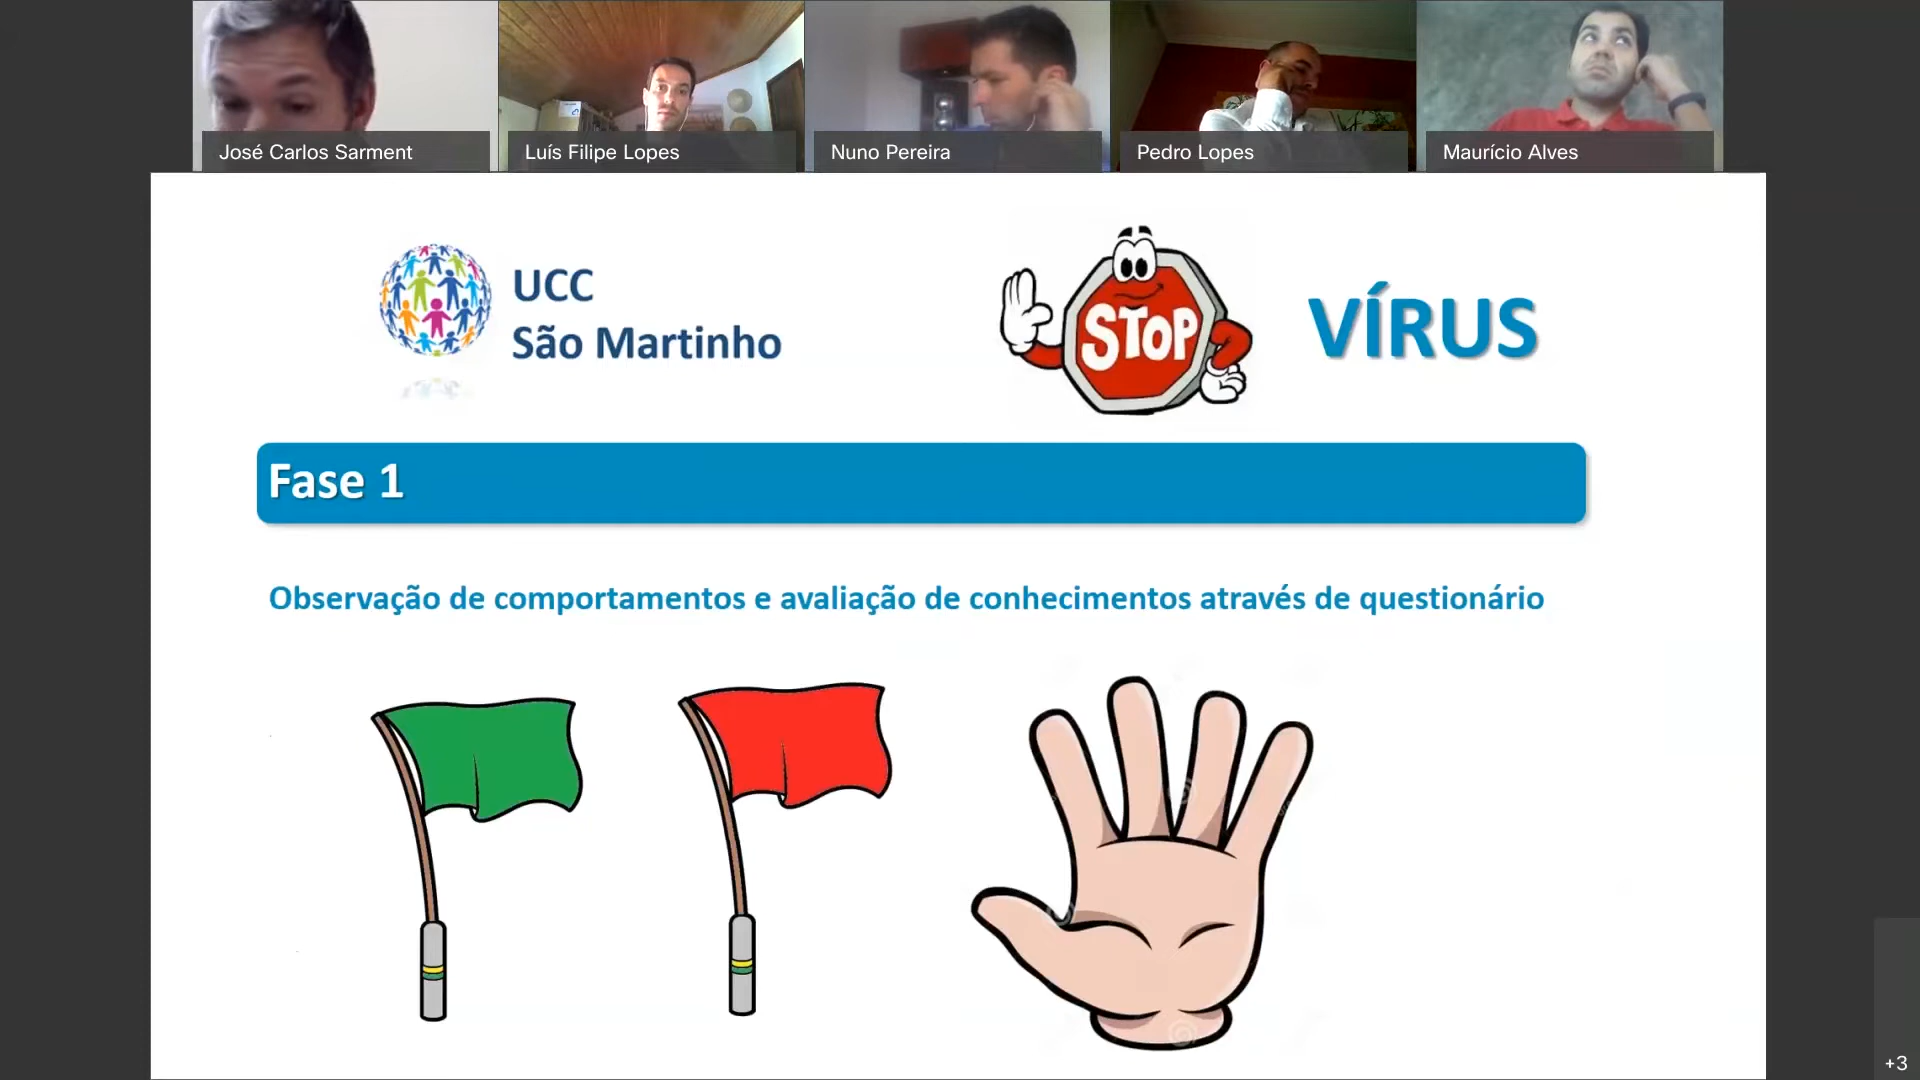 José Carlos Sarment
Luís Filipe Lopes
Nuno Pereira
Pedro Lopes
Maurício Alves
UCC
São Martinho
STOP
VÍRUS
Fase 1
Observação de comportamentos e avaliação de conhecimentos através de questionário
+3